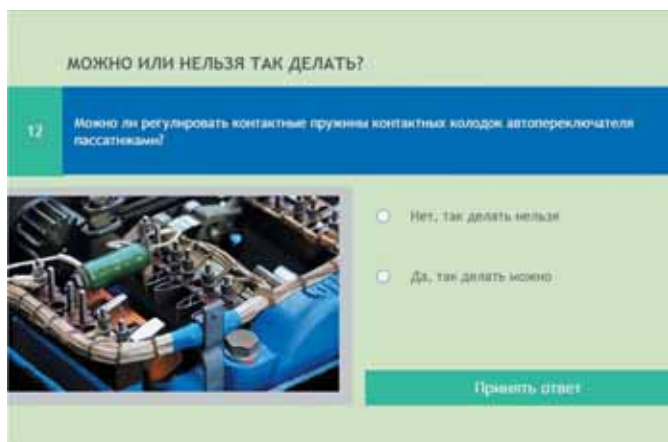 МОЖНО ИЛИ НЕЛЬЗЯ ТАК ДЕЛАТЬ?
12
Можно ли регулировать контактные пружины контактных колодок автопереключателя
пассатижами?
Нет, так делать нельзя
Да, так делать можно
Принять ответ